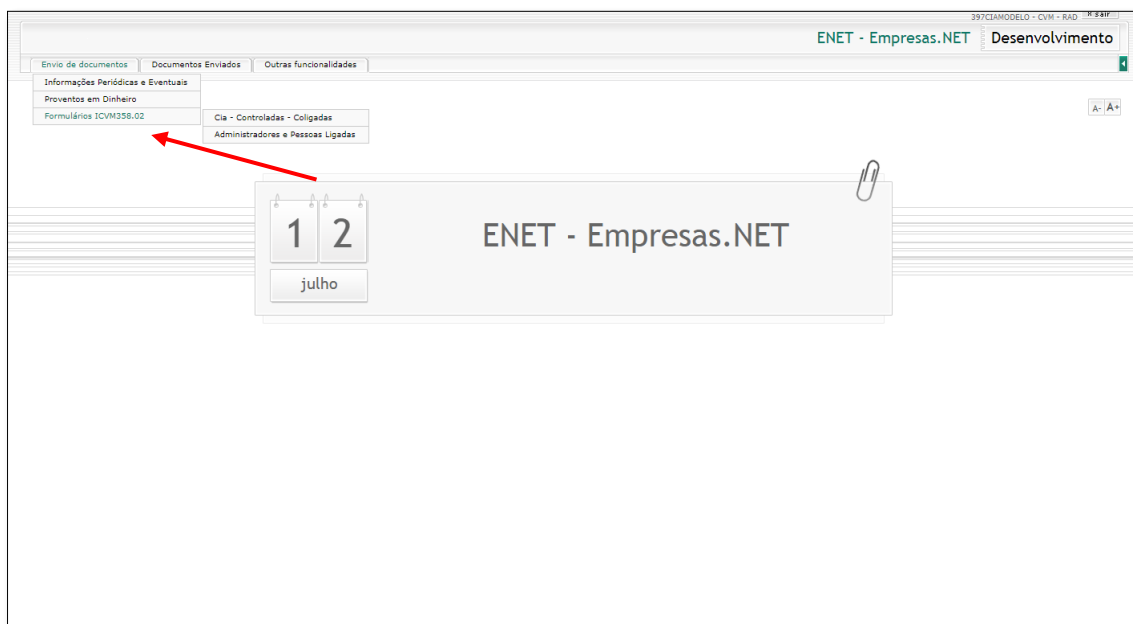 397CIAMODELO - CVM - RAD × sair
ENET - Empresas.NET Desenvolvimento
Envio de documentos Documentos Enviados Outras funcionalidades
Informações Periódicas e Eventuais
Proventos em Dinheiro
Formulários ICVM358.02
Cia - Controladas - Coligadas
Administradores e Pessoas Ligadas
A- A+
1 2
julho
ENET - Empresas.NET